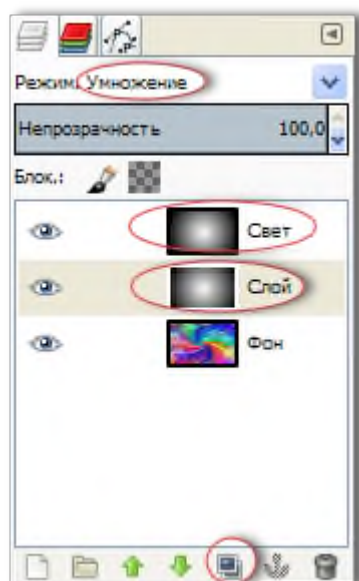 Режим: Умножение
Непрозрачность 100,0
Блок.:
Свет
Слой
Фон